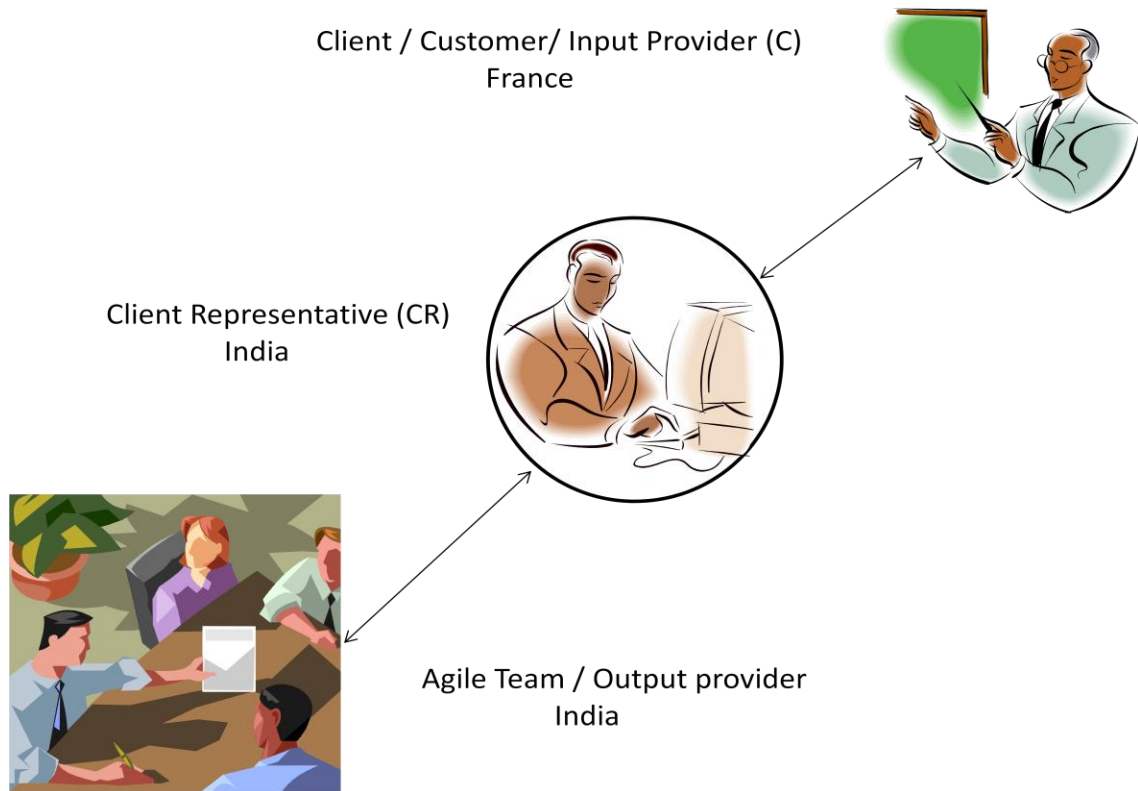 Client / Customer/ Input Provider (C)
France
Client Representative (CR)
India
Agile Team / Output provider
India